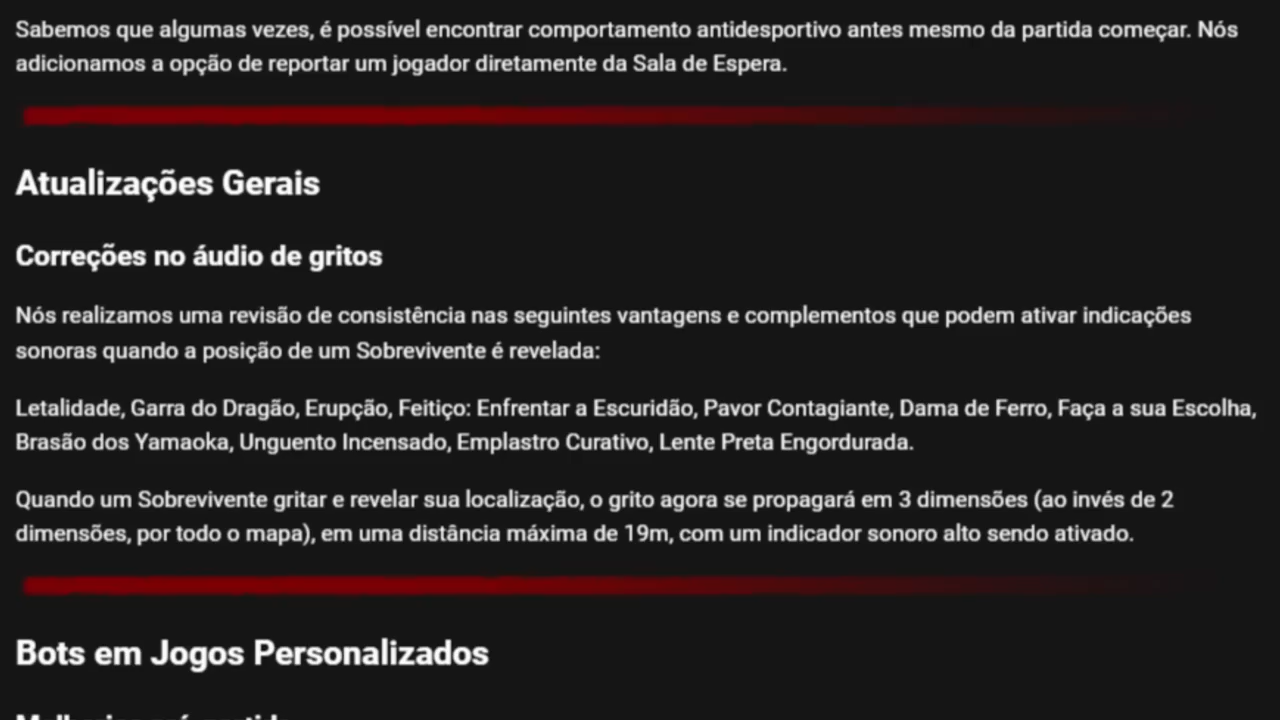 Sabemos que algumas vezes, é possível encontrar comportamento antidesportivo antes mesmo da partida começar. Nós
adicionamos a opção de reportar um jogador diretamente da Sala de Espera.
Atualizações Gerais
Correções no áudio de gritos
Nós realizamos uma revisão de consistência nas seguintes vantagens e complementos que podem ativar indicações
sonoras quando a posição de um Sobrevivente é revelada:
Letalidade, Garra do Dragão, Erupção, Feitiço: Enfrentar a Escuridão, Pavor Contagiante, Dama de Ferro, Faça a sua Escolha,
Brasão dos Yamaoka, Unguento Incensado, Emplastro Curativo, Lente Preta Engordurada.
Quando um Sobrevivente gritar e revelar sua localização, o grito agora se propagará em 3 dimensões (ao invés de 2
dimensões, por todo o mapa), em uma distância máxima de 19m, com um indicador sonoro alto sendo ativado.
Bots em Jogos Personalizados